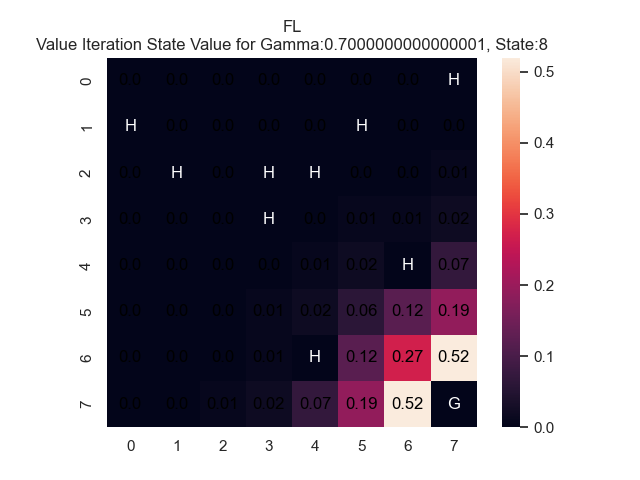 FL
Value Iteration State Value for Gamma:0.7000000000000001, State:8
0 0.0 0.0 0.0 0.0 0.0 0.0 0.0 H
1 H 0.0 0.0 0.0 0.0 H 0.0 0.0
2 0.0 H 0.0 H H 0.0 0.0 0.01
3 0.0 0.0 0.0 H 0.0 0.01 0.01 0.02
4 0.0 0.0 0.0 0.0 0.01 0.02 H 0.07
5 0.0 0.0 0.0 0.01 0.02 0.06 0.12 0.19
6 0.0 0.0 0.0 0.01 H 0.12 0.27 0.52
7 0.0 0.0 0.01 0.02 0.07 0.19 0.52 G
0 1 2 3 4 5 6 7
0.5
0.4
0.3
0.2
0.1
0.0